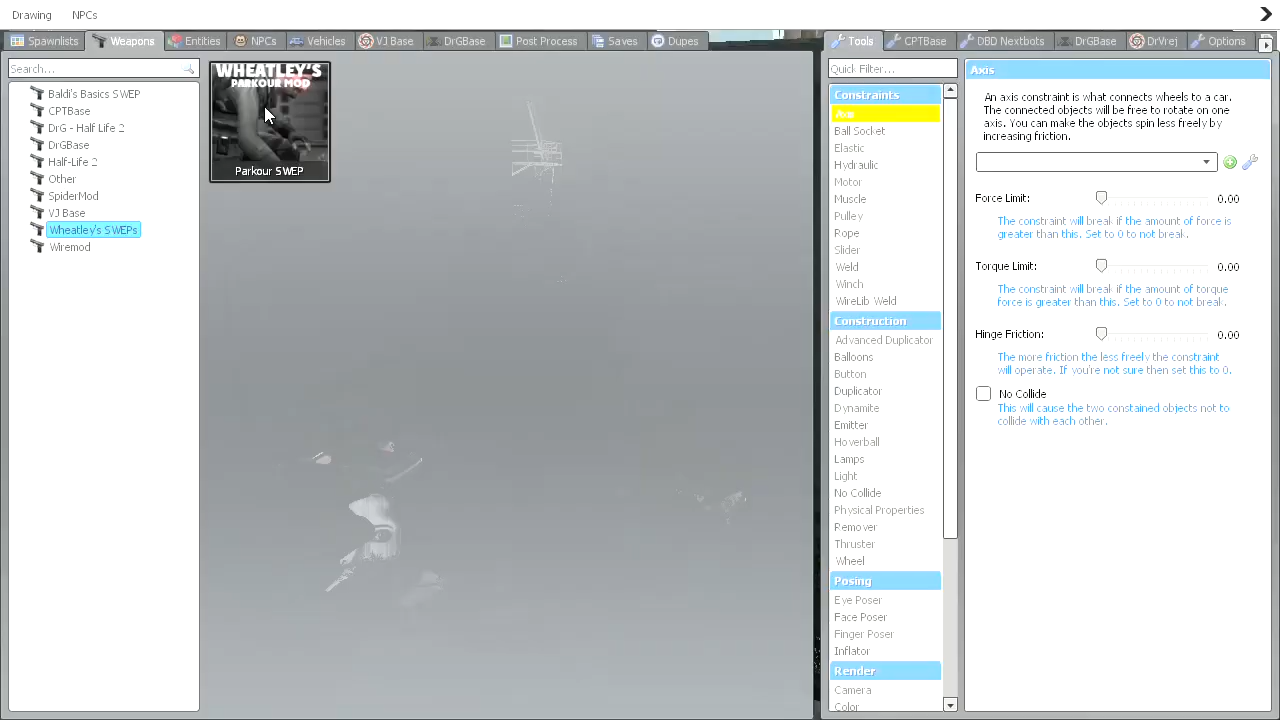 Drawing
NPCs
Spawnlists
Weapons
Entities
NPCs
Vehicles
VJ Base
DrGBase
Post Process
Saves
Dupes
Tools
CPTBase
DBD Nextbots
DrGBase
DrVrej
Options
Search...
Baldi's Basics SWEP
CPTBase
DrG - Half Life 2
DrGBase
Half-Life 2
Other
SpiderMod
VJ Base
Wheatley's SWEPs
Wiremod
WHEATLEY'S
PARKOUR MOD
Parkour SWEP
Quick Filter...
Constraints
Axis
Ball Socket
Elastic
Hydraulic
Motor
Muscle
Pulley
Rope
Slider
Weld
Winch
WireLib Weld
Construction
Advanced Duplicator
Balloons
Button
Duplicator
Dynamite
Emitter
Hoverball
Lamps
Light
No Collide
Physical Properties
Remover
Thruster
Wheel
Posing
Eye Poser
Face Poser
Finger Poser
Inflator
Render
Camera
Color
Axis
An axis constraint is what connects wheels to a car.
The connected objects will be free to rotate on one
axis. You can make the objects spin less freely by
increasing friction.
Force Limit: 0.00
The constraint will break if the amount of force is
greater than this. Set to 0 to not break.
Torque Limit: 0.00
The constraint will break if the amount of torque
force is greater than this. Set to 0 to not break.
Hinge Friction: 0.00
The more friction the less freely the constraint
will operate. If you're not sure then set this to 0.
No Collide
This will cause the two constained objects not to
collide with each other.